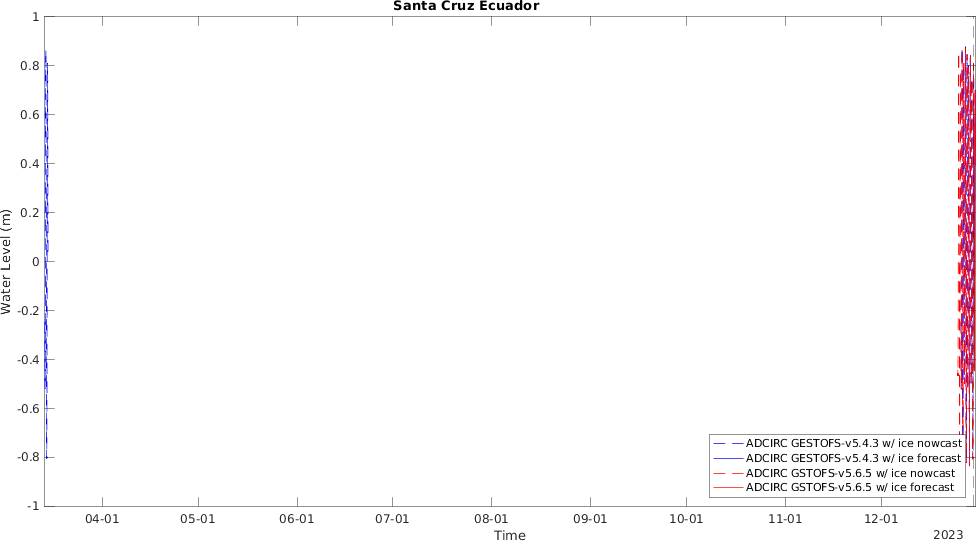 Santa Cruz Ecuador
1
0.8
0.6
0.4
0.2
0
-0.2
-0.4
-0.6
-0.8
-1
Water Level (m)
ADCIRC GESTOFS-v5.4.3 w/ ice nowcast
ADCIRC GESTOFS-v5.4.3 w/ ice forecast
ADCIRC GSTOFS-v5.6.5 w/ ice nowcast
ADCIRC GSTOFS-v5.6.5 w/ ice forecast
04-01 05-01 06-01 07-01 08-01 09-01 10-01 11-01 12-01
Time
2023